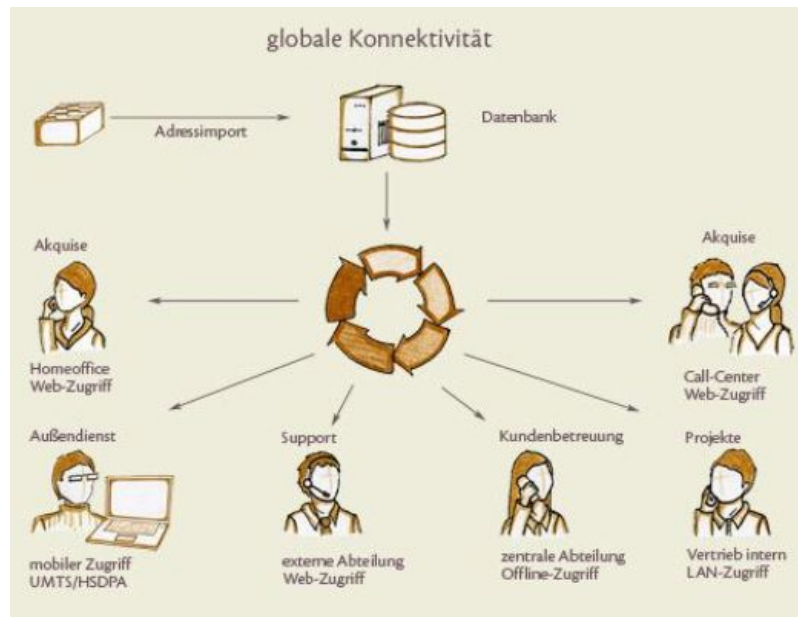 globale Konnektivität
Adressimport
Datenbank
Akquise
Homeoffice
Web-Zugriff
Akquise
Call-Center
Web-Zugriff
Außendienst
mobiler Zugriff
UMTS/HSDPA
Support
externe Abteilung
Web-Zugriff
Kundenbetreuung
zentrale Abteilung
Offline-Zugriff
Projekte
Vertrieb intern
LAN-Zugriff